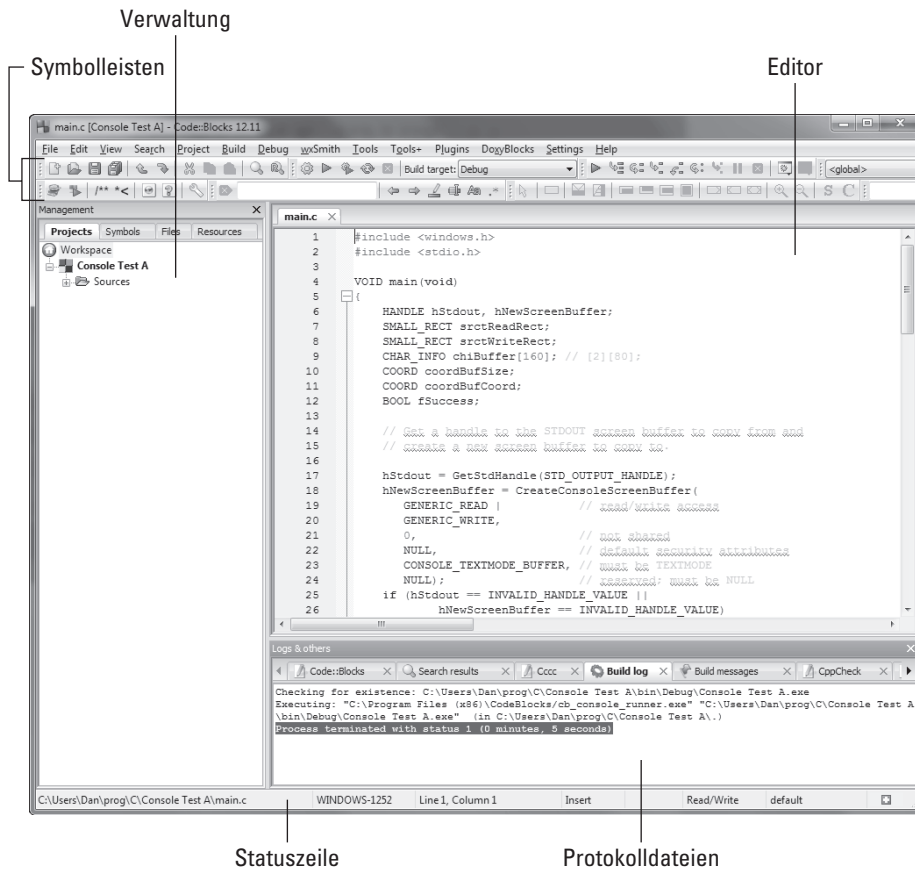 Verwaltung
Symbolleisten
Editor
main.c [Console Test A] - Code::Blocks 12.11
File Edit View Search Project Build Debug wxSmith Tools Tools+ Plugins DoxyBlocks Settings Help
Build target: Debug
<global>
/** *<
S C
Management
main.c
Projects Symbols Files Resources
Workspace
Console Test A
Sources
1 #include <windows.h>
2 #include <stdio.h>
3
4 VOID main(void)
5 {
6 HANDLE hStdout, hNewScreenBuffer;
7 SMALL_RECT srctReadRect;
8 SMALL_RECT srctWriteRect;
9 CHAR_INFO chiBuffer[160]; // [2][80];
10 COORD coordBufSize;
11 COORD coordBufCoord;
12 BOOL fSuccess;
13
14 // Get a handle to the STDOUT screen buffer to copy from and
15 // create a new screen buffer to copy to.
16
17 hStdout = GetStdHandle(STD_OUTPUT_HANDLE);
18 hNewScreenBuffer = CreateConsoleScreenBuffer(
19 GENERIC_READ | // read/write access
20 GENERIC_WRITE,
21 0, // not shared
22 NULL, // default security attributes
23 CONSOLE_TEXTMODE_BUFFER, // must be TEXTMODE
24 NULL); // reserved; must be NULL
25 if (hStdout == INVALID_HANDLE_VALUE ||
26 hNewScreenBuffer == INVALID_HANDLE_VALUE)
Logs & others
Code::Blocks Search results Cccc Build log Build messages CppCheck
Checking for existence: C:\Users\Dan\prog\C\Console Test A\bin\Debug\Console Test A.exe
Executing: "C:\Program Files (x86)\CodeBlocks/cb_console_runner.exe" "C:\Users\Dan\prog\C\Console Test A
\bin\Debug\Console Test A.exe" (in C:\Users\Dan\prog\C\Console Test A\.)
Process terminated with status 1 (0 minutes, 5 seconds)
C:\Users\Dan\prog\C\Console Test A\main.c WINDOWS-1252 Line 1, Column 1 Insert Read/Write default
Statuszeile
Protokolldateien